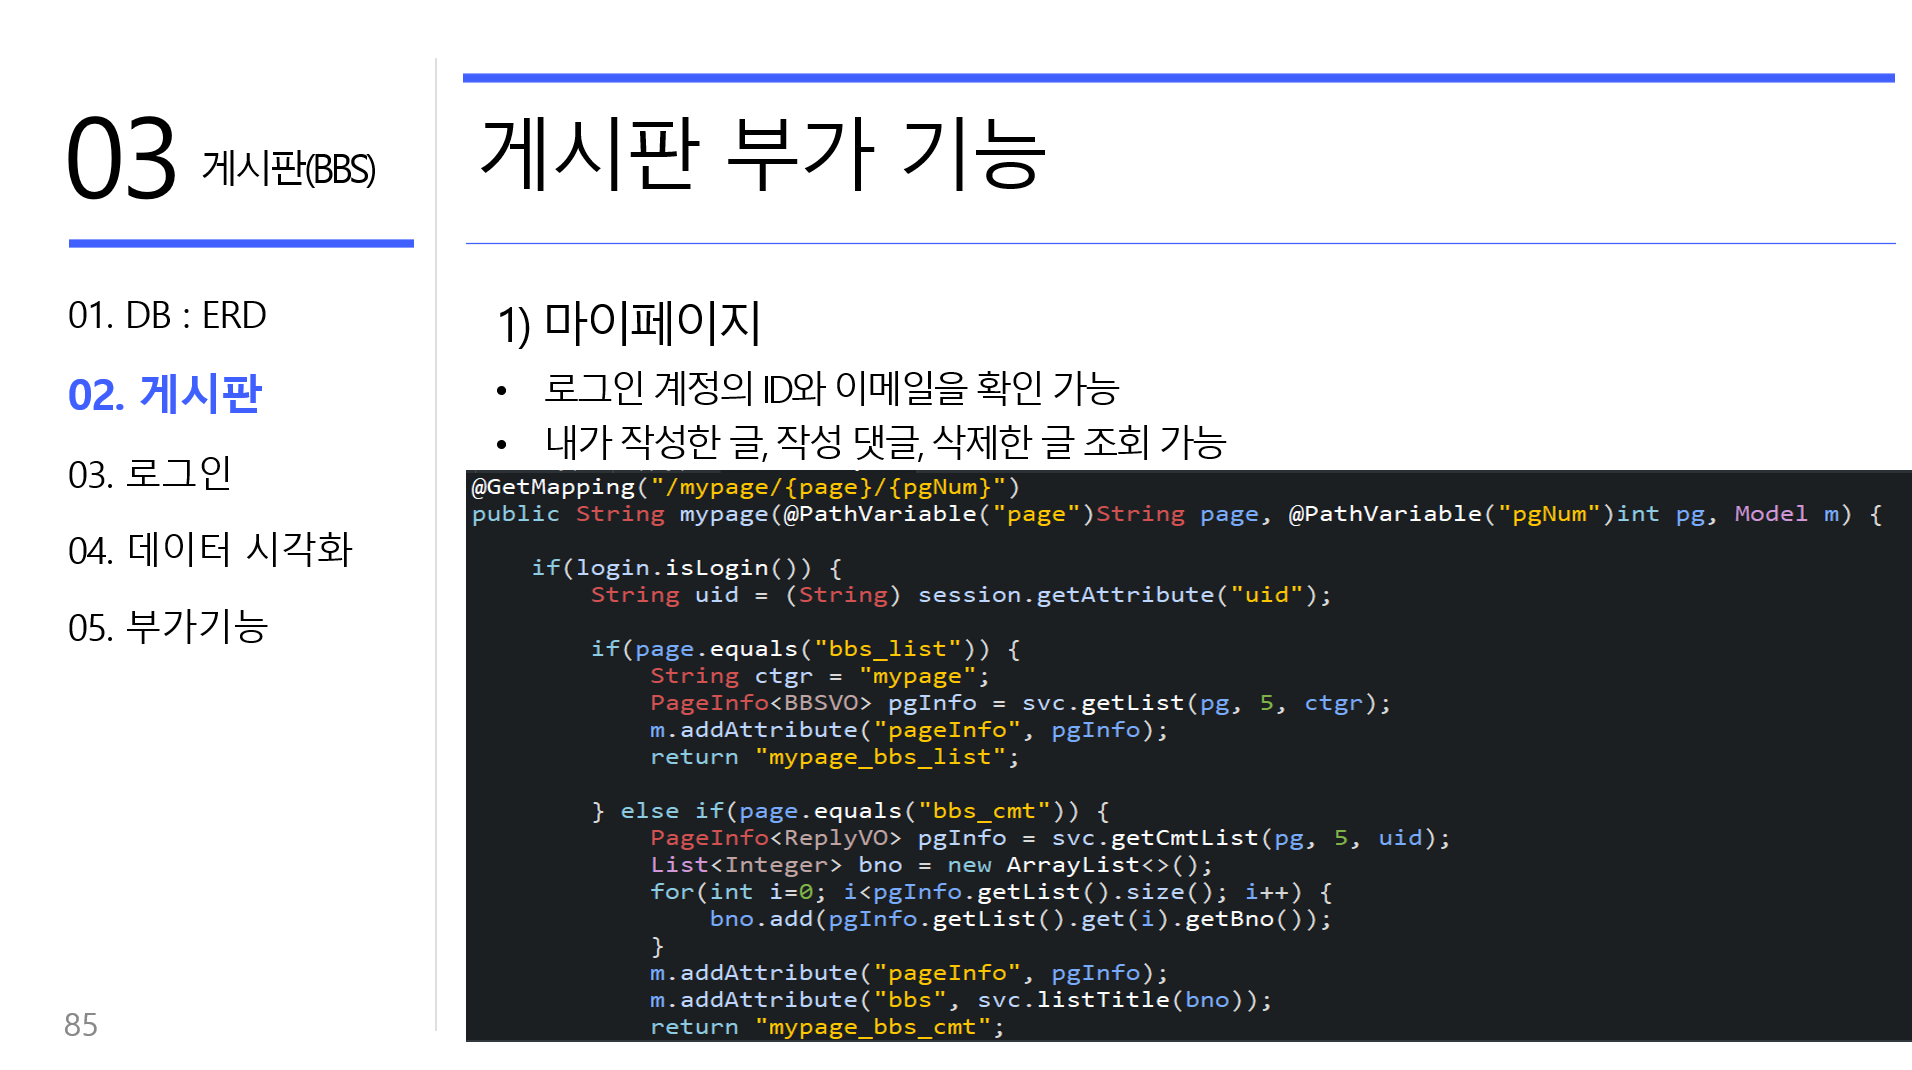 03 게시판(BBS)
01. DB : ERD
02. 게시판
03. 로그인
04. 데이터 시각화
05. 부가기능
85
게시판 부가 기능
1) 마이페이지
• 로그인 계정의 ID와 이메일을 확인 가능
• 내가 작성한 글, 작성 댓글, 삭제한 글 조회 가능
@GetMapping("/mypage/{page}/{pgNum}")
public String mypage(@PathVariable("page")String page, @PathVariable("pgNum")int pg, Model m) {
    if(login.isLogin()) {
        String uid = (String) session.getAttribute("uid");
        if(page.equals("bbs_list")) {
            String ctgr = "mypage";
            PageInfo<BBSVO> pgInfo = svc.getList(pg, 5, ctgr);
            m.addAttribute("pageInfo", pgInfo);
            return "mypage_bbs_list";
        } else if(page.equals("bbs_cmt")) {
            PageInfo<ReplyVO> pgInfo = svc.getCmtList(pg, 5, uid);
            List<Integer> bno = new ArrayList<>();
            for(int i=0; i<pgInfo.getList().size(); i++) {
                bno.add(pgInfo.getList().get(i).getBno());
            }
            m.addAttribute("pageInfo", pgInfo);
            m.addAttribute("bbs", svc.listTitle(bno));
            return "mypage_bbs_cmt";